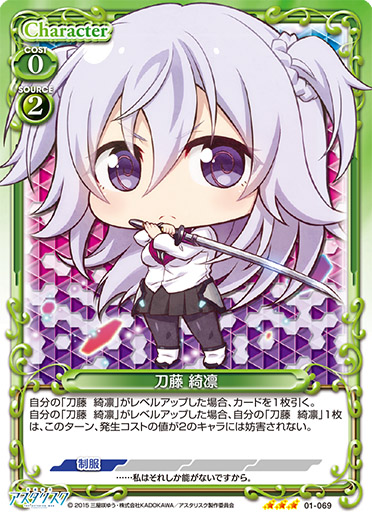 Character
COST
0
SOURCE
2
刀藤 綺凛
自分の「刀藤　綺凛」がレベルアップした場合、カードを1枚引く。
自分の「刀藤　綺凛」がレベルアップした場合、自分の「刀藤　綺凛」1枚
は、このターン、発生コストの値が2のキャラには妨害されない。
制服
……私はそれしか能がないですから。
アスタリスク
© 2015 三屋咲ゆう・株式会社KADOKAWA／アスタリスク製作委員会
01-069